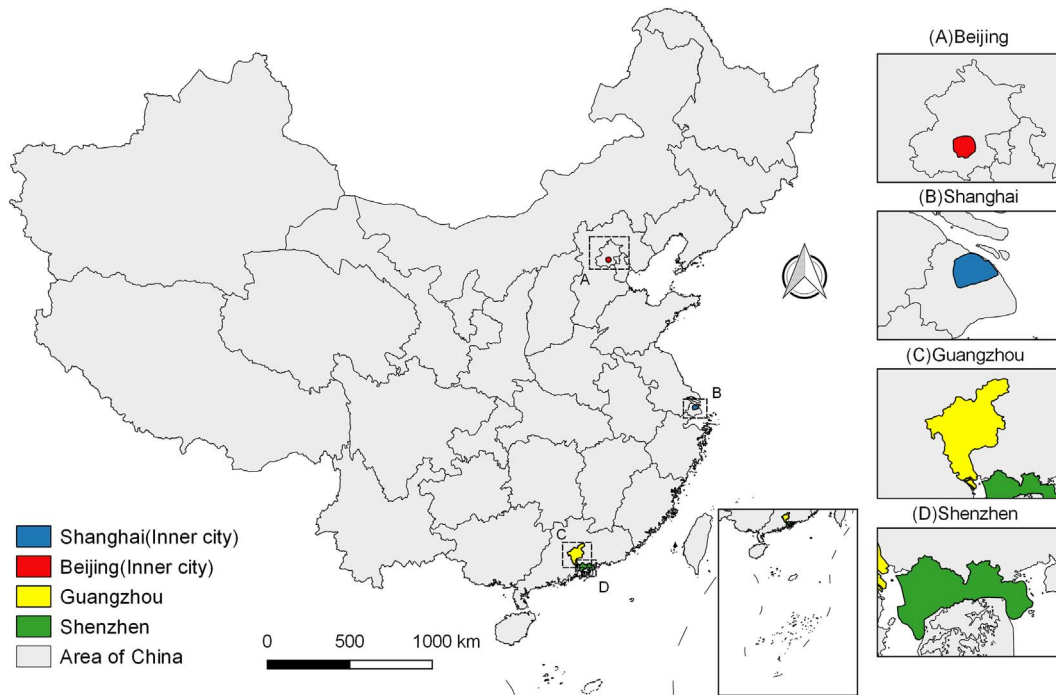 (A)Beijing
(B)Shanghai
(C)Guangzhou
(D)Shenzhen
A
B
C
D
Shanghai(Inner city)
Beijing(Inner city)
Guangzhou
Shenzhen
Area of China
0 500 1000 km